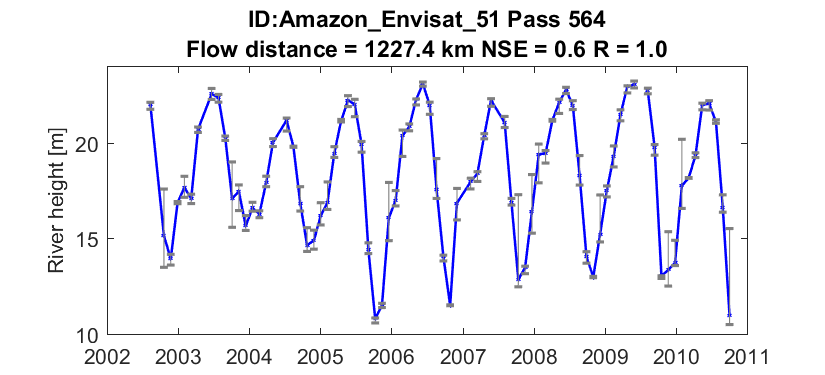 ID:Amazon_Envisat_51 Pass 564
Flow distance = 1227.4 km NSE = 0.6 R = 1.0
River height [m]
20
15
10
2002 2003 2004 2005 2006 2007 2008 2009 2010 2011